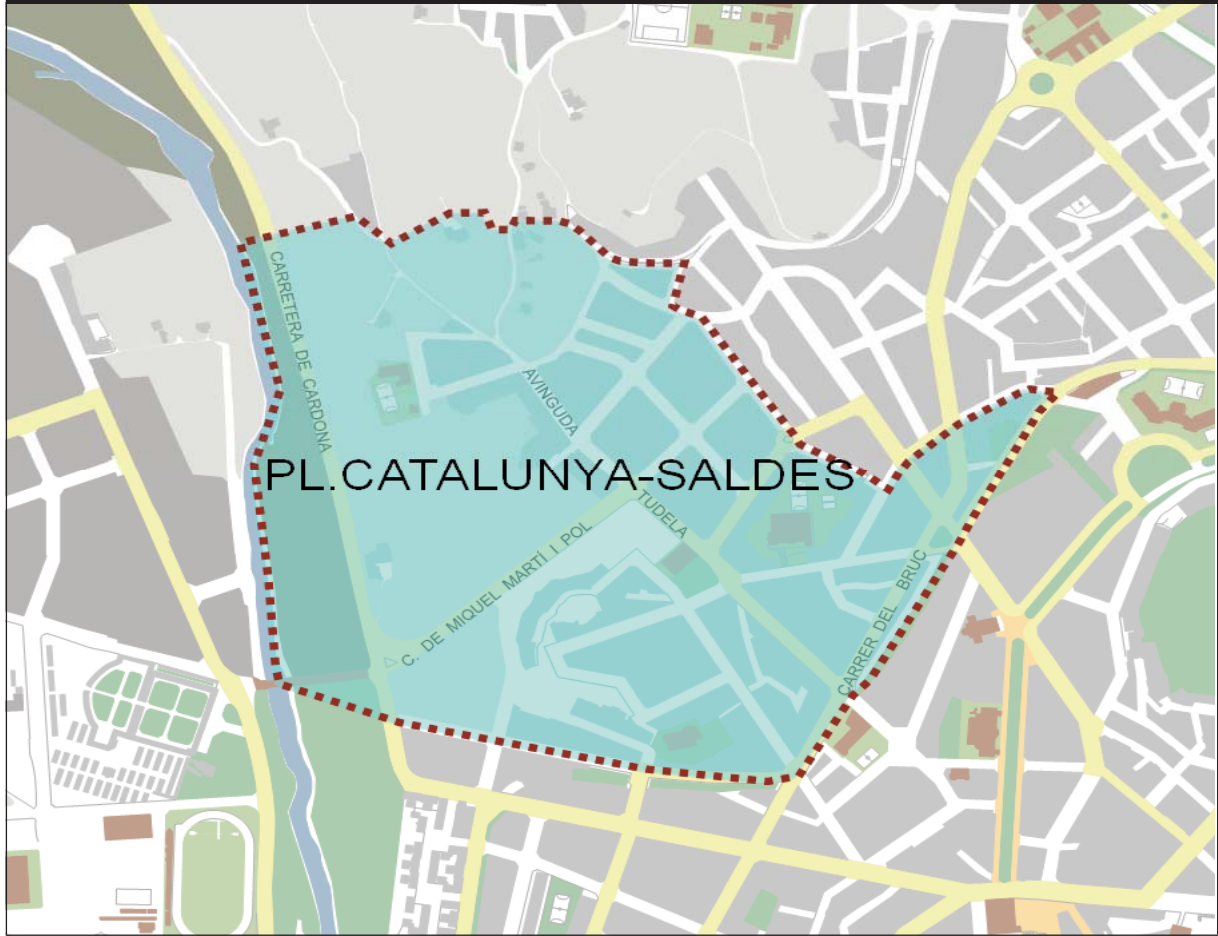 CARRETERA DE CARDONA
AVINGUDA
PL.CATALUNYA-SALDES
TUDELA
C. DE MIQUEL MARTÍ I POL
CARRER DEL BRUC